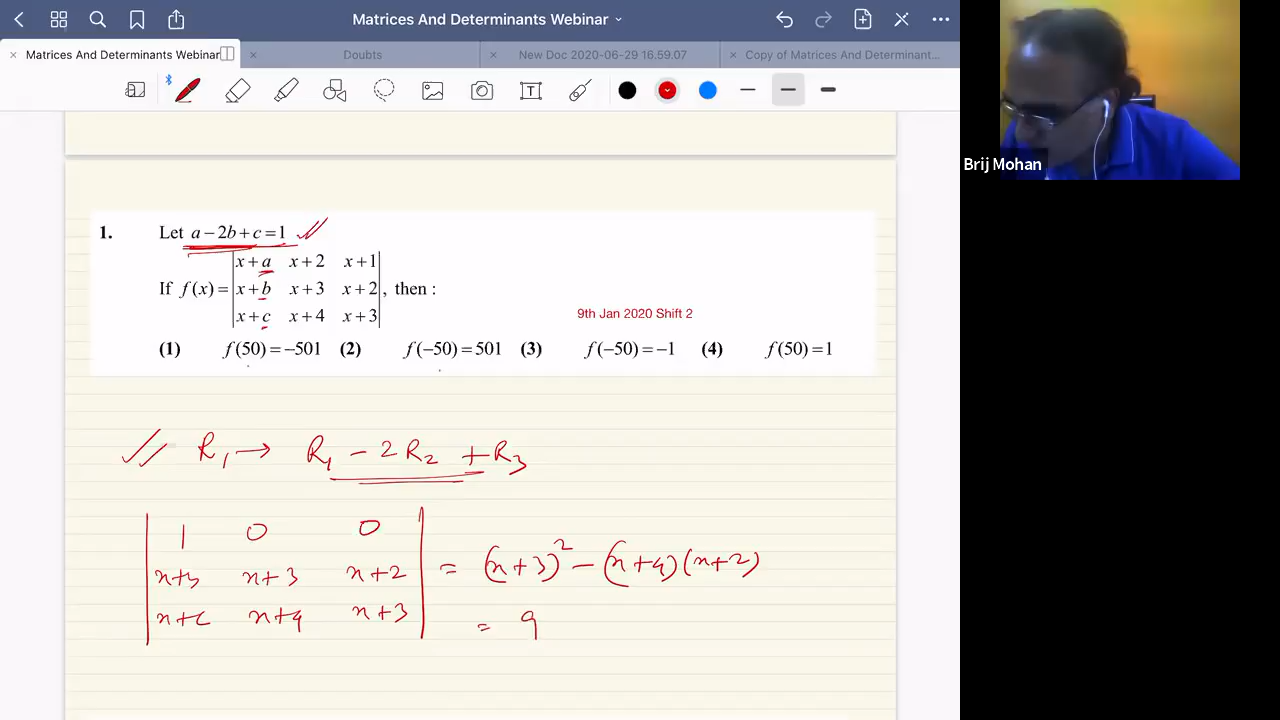 Matrices And Determinants Webinar
Matrices And Determinants Webinar
Doubts
New Doc 2020-06-29 16.59.07
Copy of Matrices And Determinant...
Brij Mohan
1. Let a − 2b + c = 1
If f(x) = | x + a x + 2 x + 1 |
| x + b x + 3 x + 2 | , then :
| x + c x + 4 x + 3 |
9th Jan 2020 Shift 2
(1) f(50) = −501 (2) f(−50) = 501 (3) f(−50) = −1 (4) f(50) = 1
R₁ → R₁ − 2R₂ + R₃
| 1 0 0 |
| x+b x+3 x+2 | = (x+3)² − (x+4)(x+2)
| x+c x+4 x+3 |
= 9